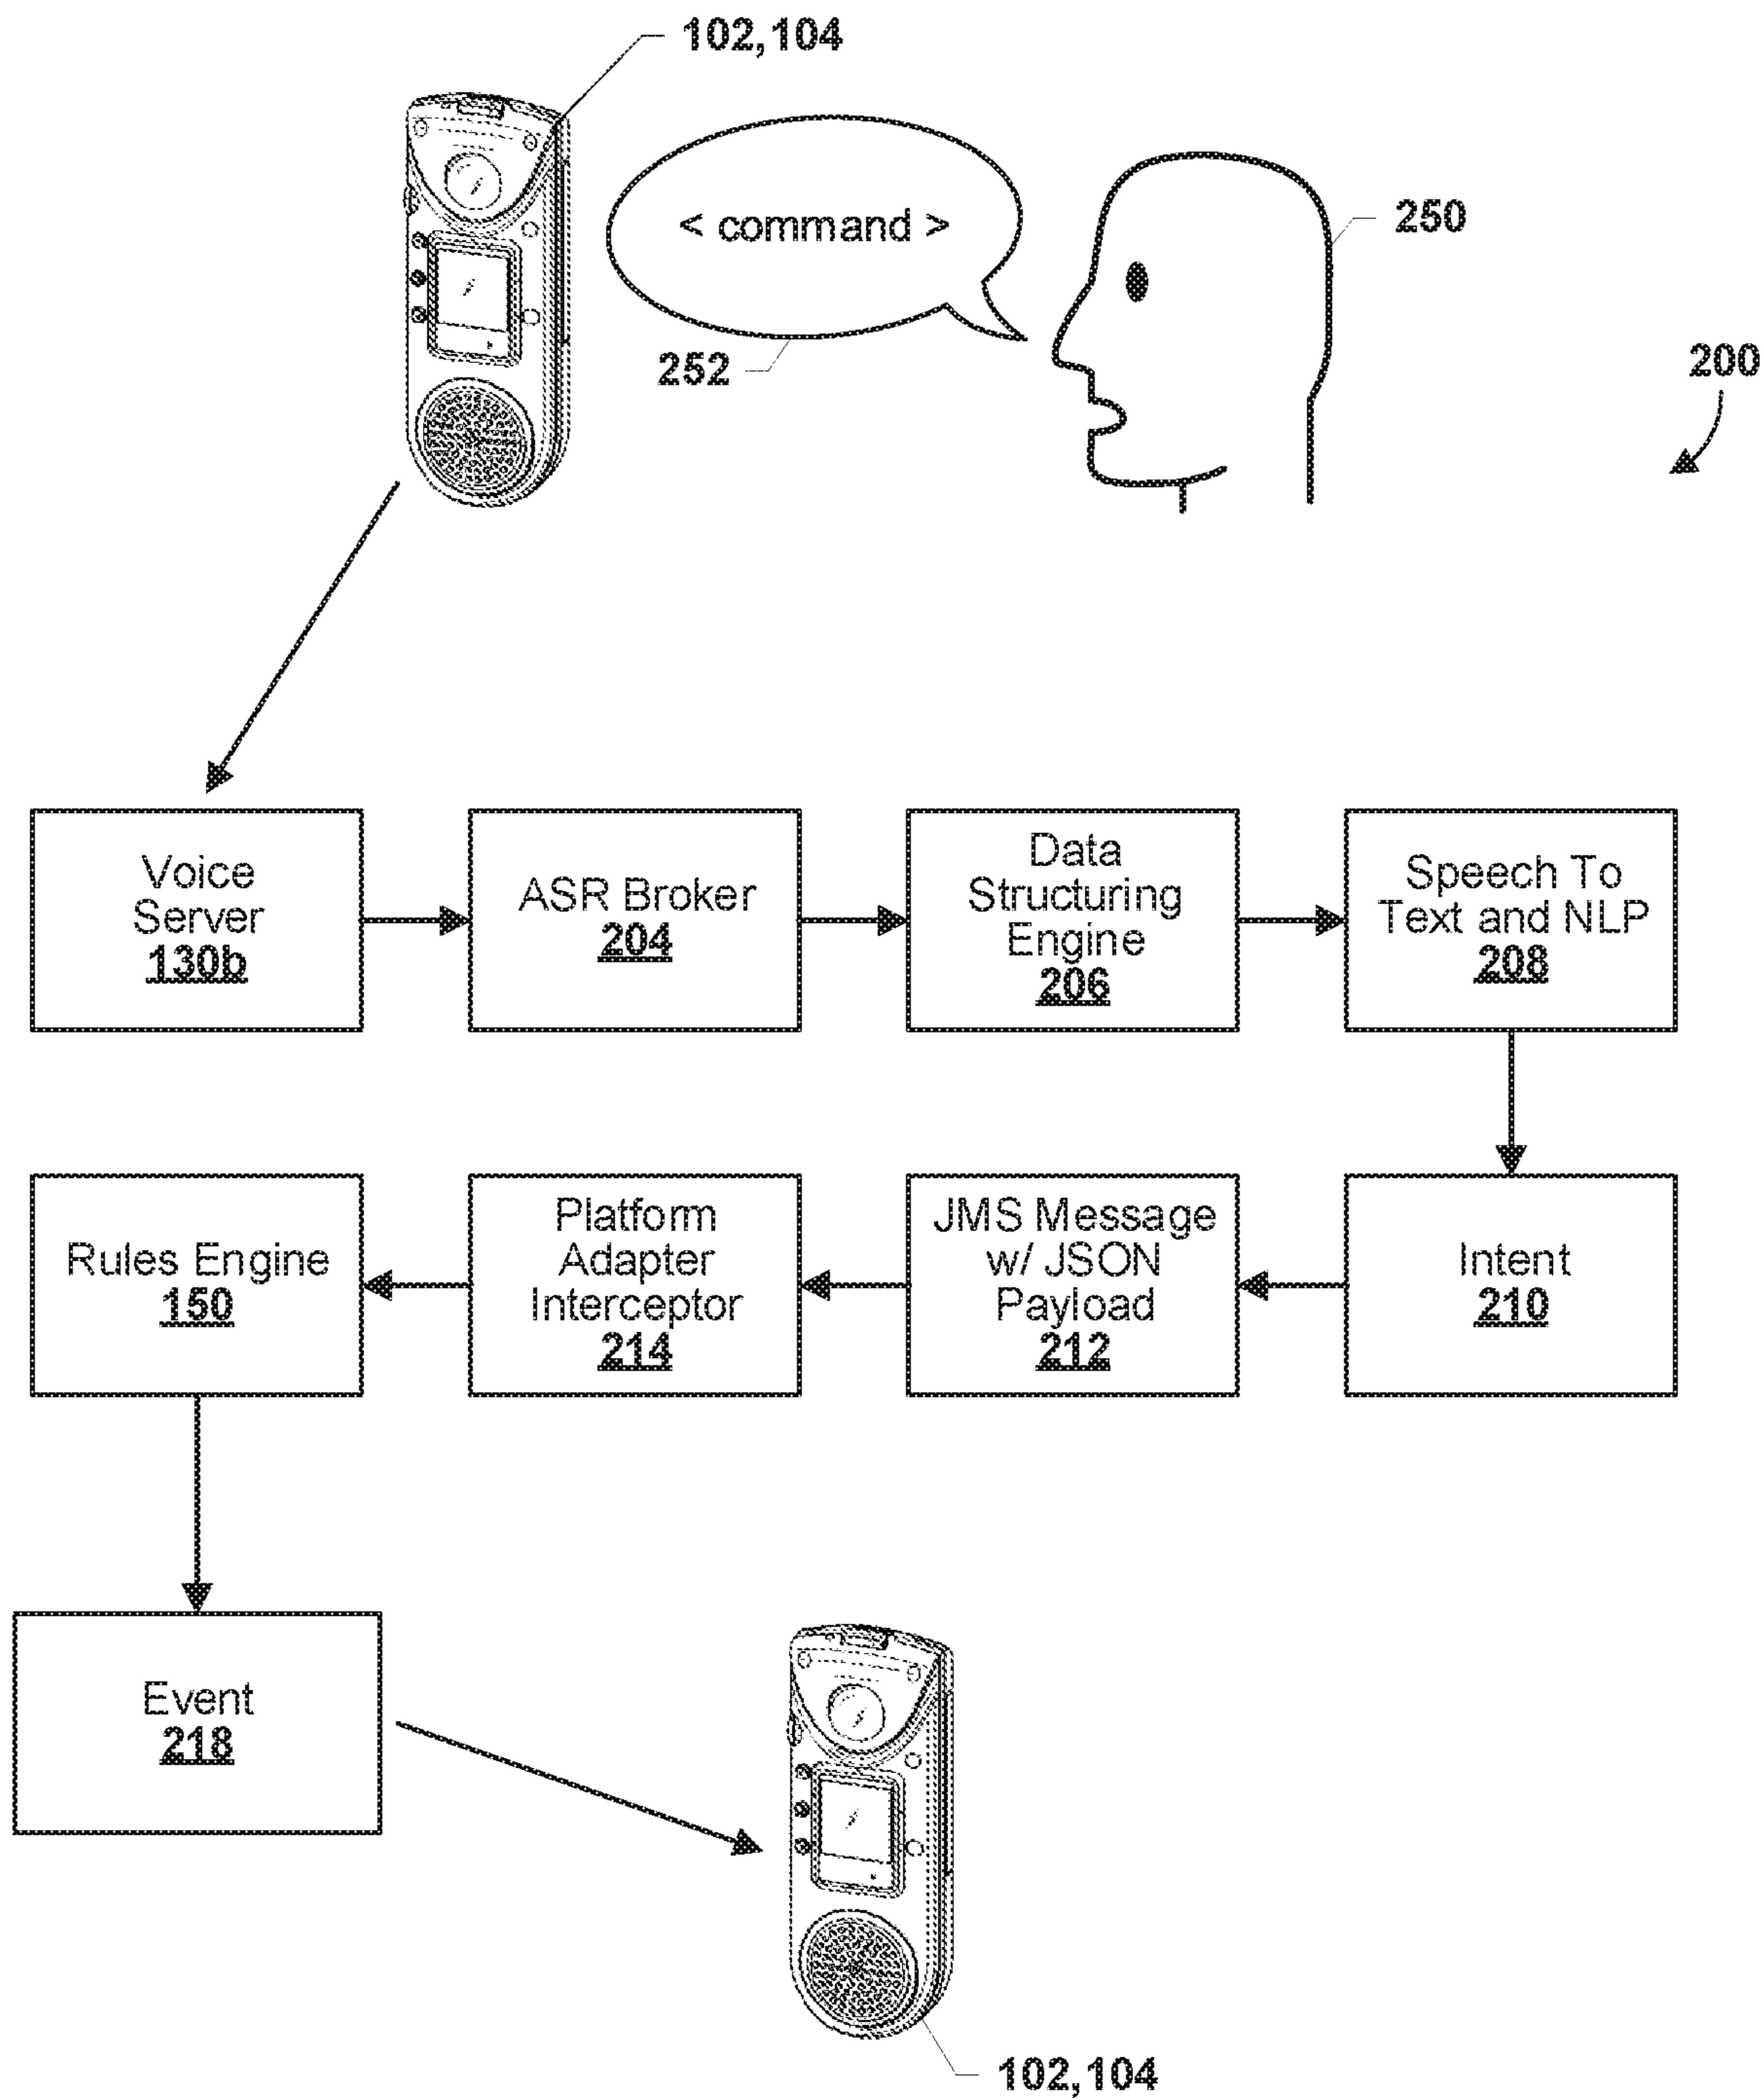 102, 104
< command >
250
252
200
Voice
Server
130b
ASR Broker
204
Data
Structuring
Engine
206
Speech To
Text and NLP
208
Rules Engine
150
Platform
Adapter
Interceptor
214
JMS Message
w/ JSON
Payload
212
Intent
210
Event
218
102, 104